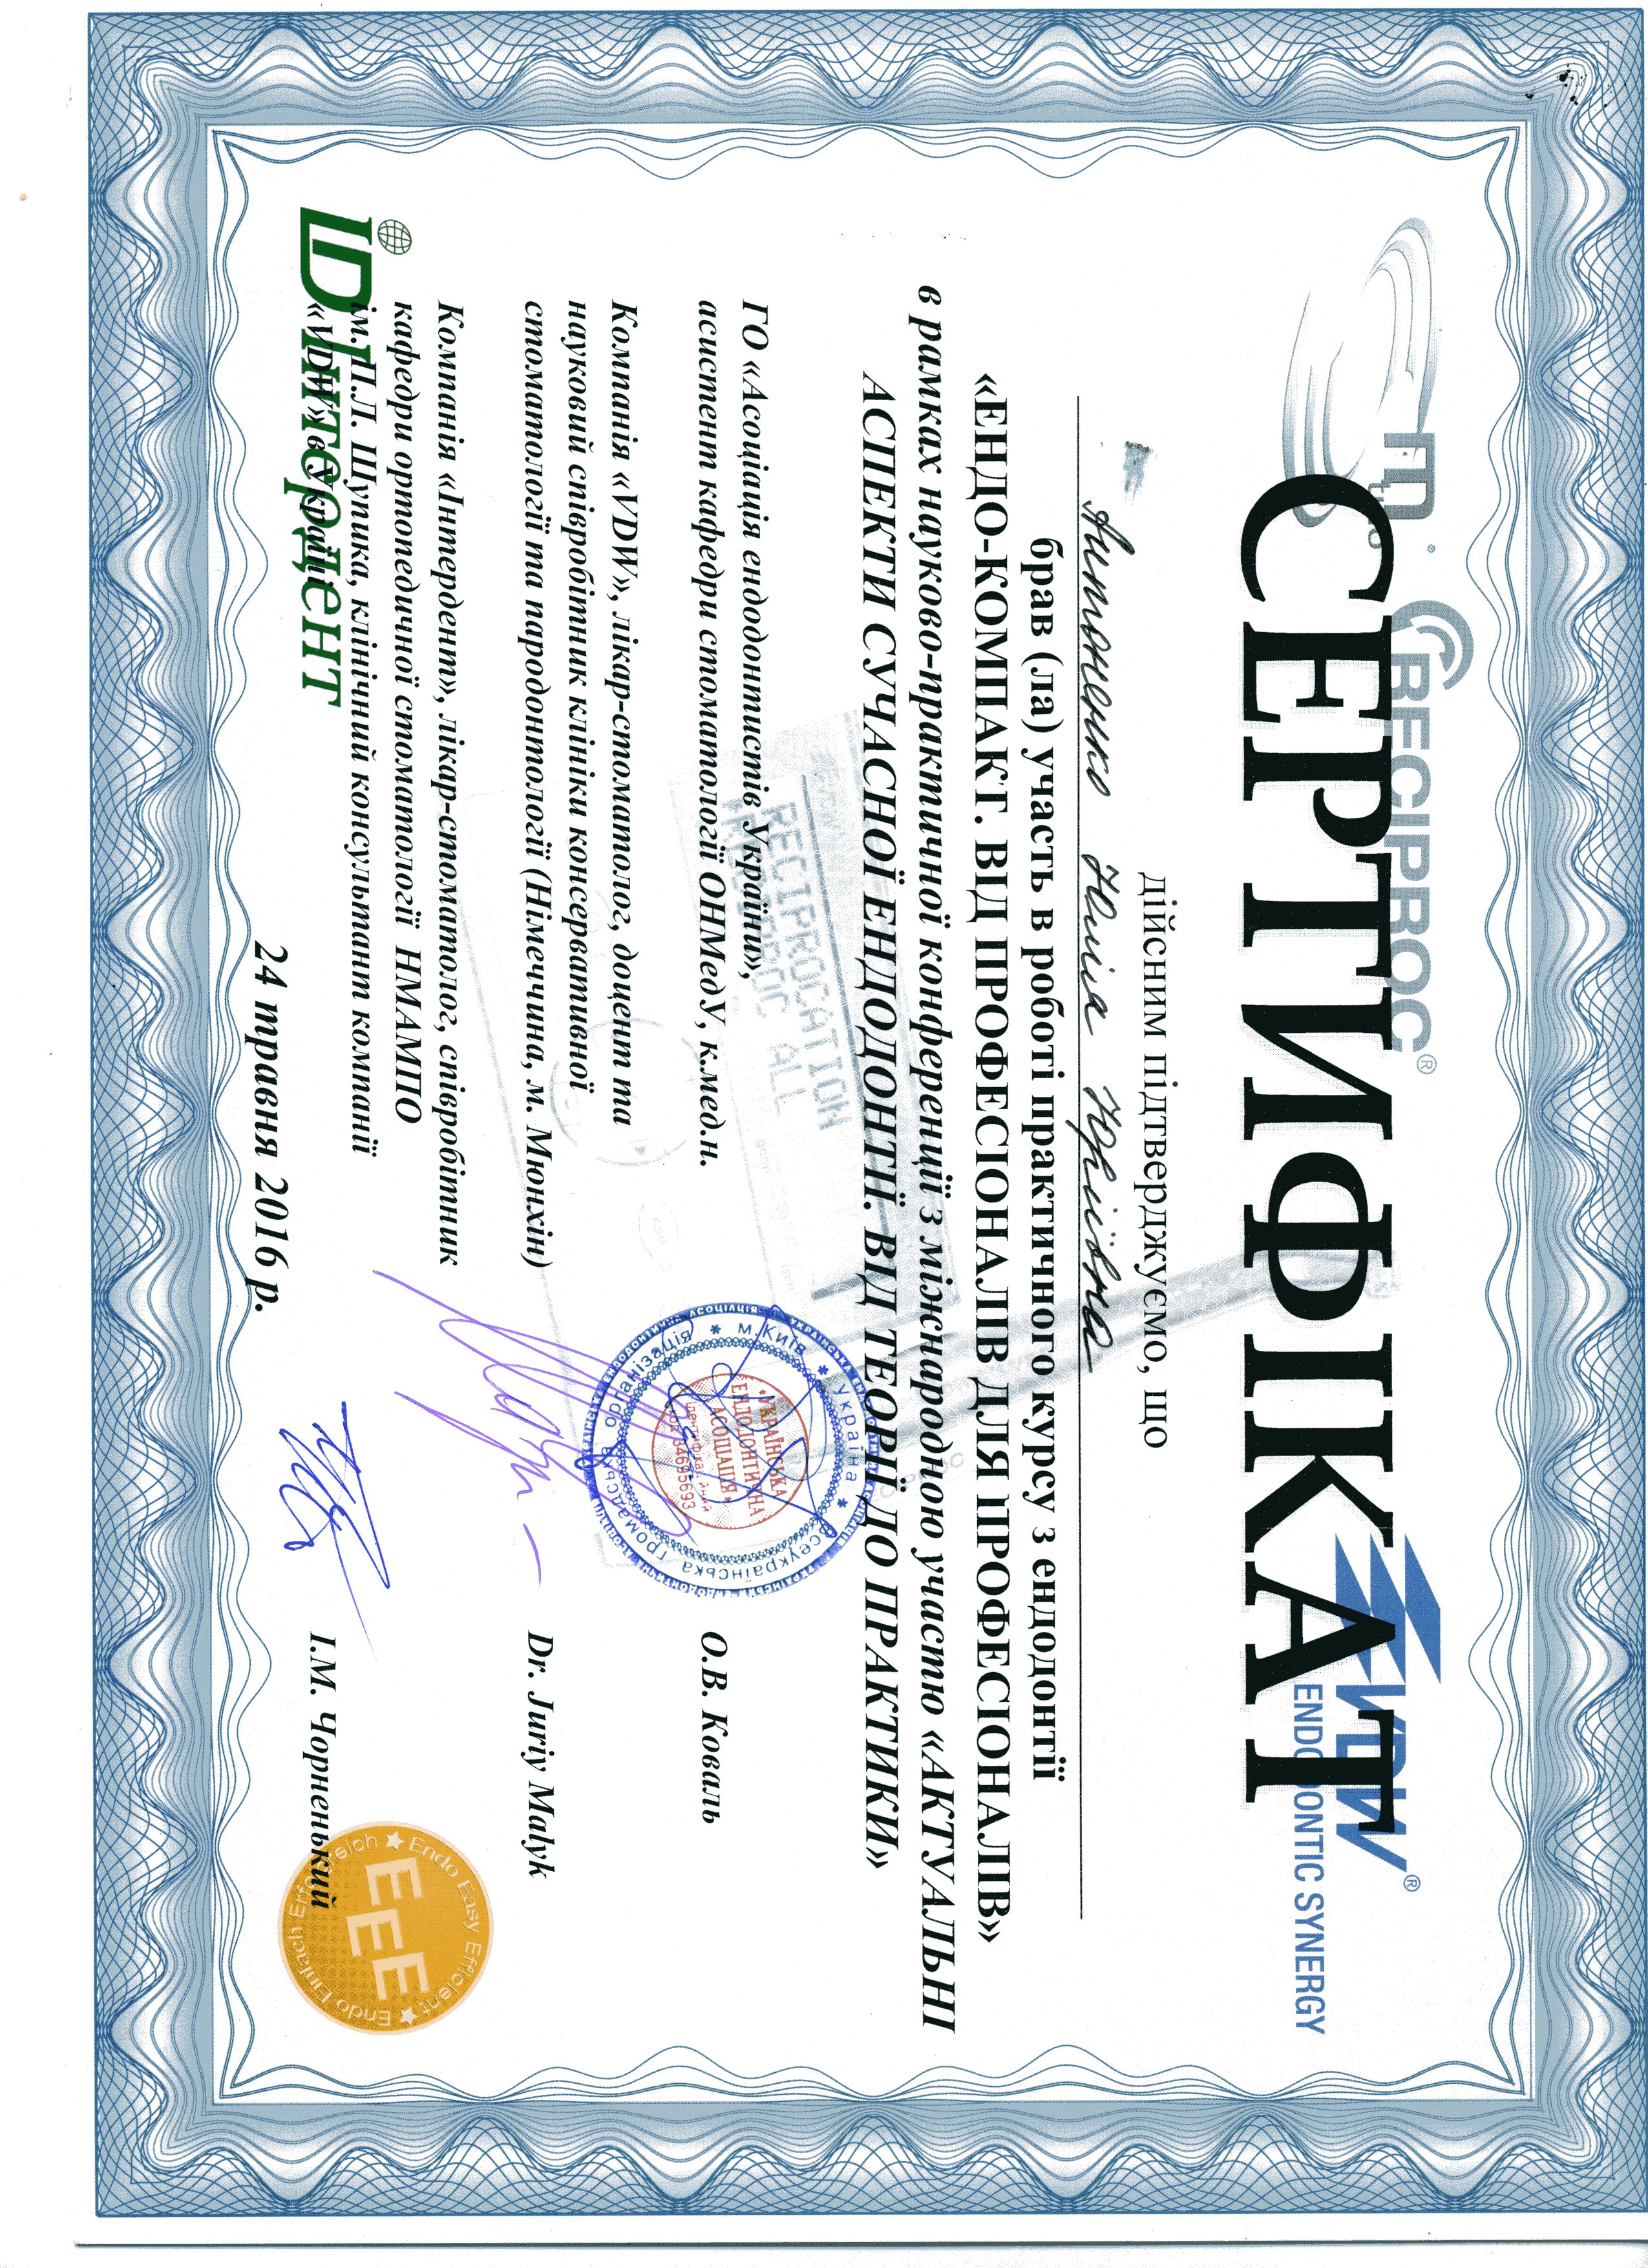 RECIPROC®
VDW®
ENDODONTIC SYNERGY
СЕРТИФІКАТ
дійсним підтверджуємо, що
Антоненко Юлія Юріївна
брав (ла) участь в роботі практичного курсу з ендодонтії
«ЕНДО-КОМПАКТ. ВІД ПРОФЕСІОНАЛІВ ДЛЯ ПРОФЕСІОНАЛІВ»
в рамках науково-практичної конференції з міжнародною участю «АКТУАЛЬНІ
АСПЕКТИ СУЧАСНОЇ ЕНДОДОНТІЇ. ВІД ТЕОРІЇ ДО ПРАКТИКИ»
RECIPROCATION
RECIPROC ALL
ГО «Асоціація ендодонтистів України»,
асистент кафедри стоматології ОНМедУ, к.мед.н.
О.В. Коваль
Україна * Всеукраїнська громадська організація * м.Київ *
«УКРАЇНСЬКА
ЕНДОДОНТИЧНА
АСОЦІАЦІЯ»
Ідентифікаційний
код 34695693
Компанія «VDW», лікар-стоматолог, доцент та
науковий співробітник клініки консервативної
стоматології та пародонтології (Німеччина, м. Мюнхін)
Dr. Juriy Malyk
Компанія «Інтердент», лікар-стоматолог, співробітник
кафедри ортопедичної стоматології НМАМПО
ім. П.Л. Шупика, клінічний консультант компанії
«VDW» в Україні
І.М. Чорненький
ID Інтердент
Endo Easy Efficient ★ Endo Einfach Erfolgreich ★
EEE
24 травня 2016 р.